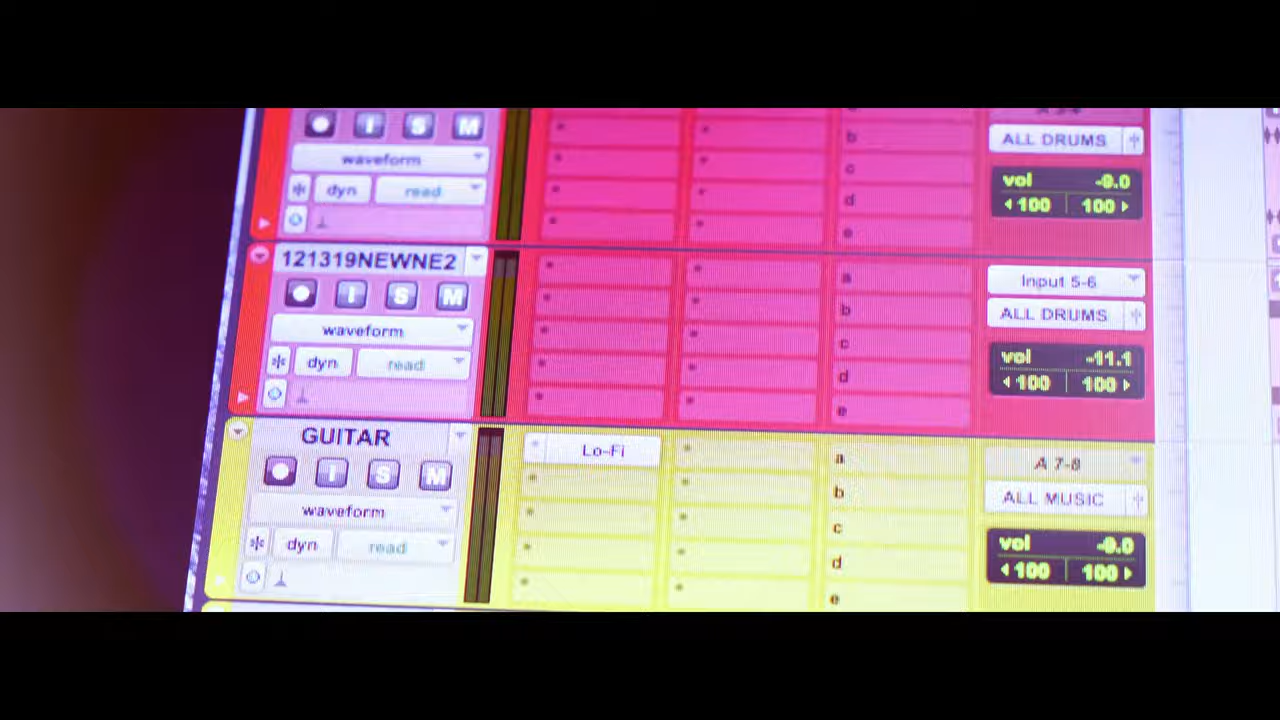 I S M
waveform
dyn read
b
c
d
e
ALL DRUMS
vol -0.0
100 100
121319NEWNE2
I S M
waveform
dyn read
a
b
c
d
e
Input 5-6
ALL DRUMS
vol -11.1
100 100
GUITAR
I S M
waveform
dyn read
Lo-Fi
a
b
c
d
e
A 7-8
ALL MUSIC
vol -0.0
100 100